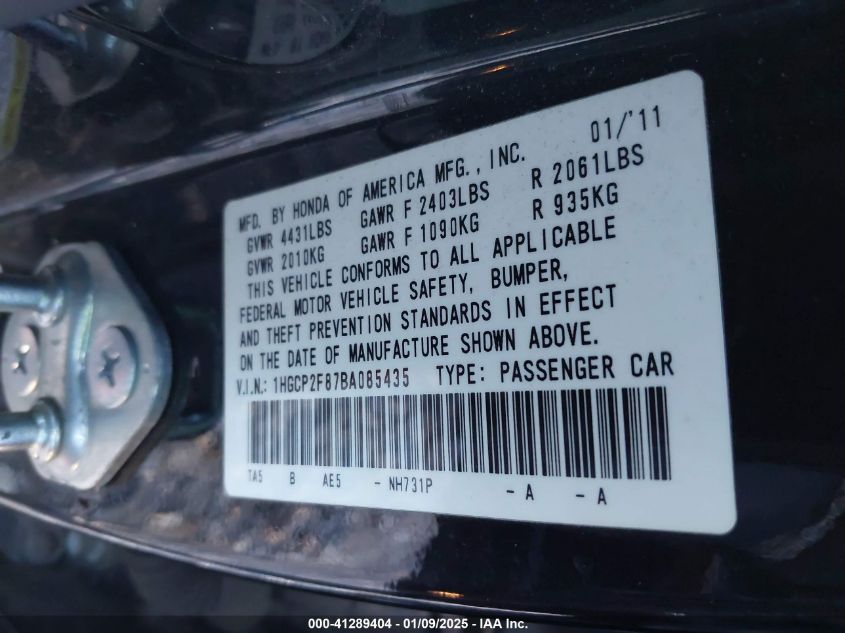 MFD. BY HONDA OF AMERICA MFG., INC. 01/'11
GVWR 4431LBS GAWR F 2403LBS R 2061LBS
GVWR 2010KG GAWR F 1090KG R 935KG
THIS VEHICLE CONFORMS TO ALL APPLICABLE
FEDERAL MOTOR VEHICLE SAFETY, BUMPER,
AND THEFT PREVENTION STANDARDS IN EFFECT
ON THE DATE OF MANUFACTURE SHOWN ABOVE.
V.I.N.: 1HGCP2F87BA085435 TYPE: PASSENGER CAR
TA5 B AE5 - NH731P - A - A
000-41289404 - 01/09/2025 - IAA Inc.